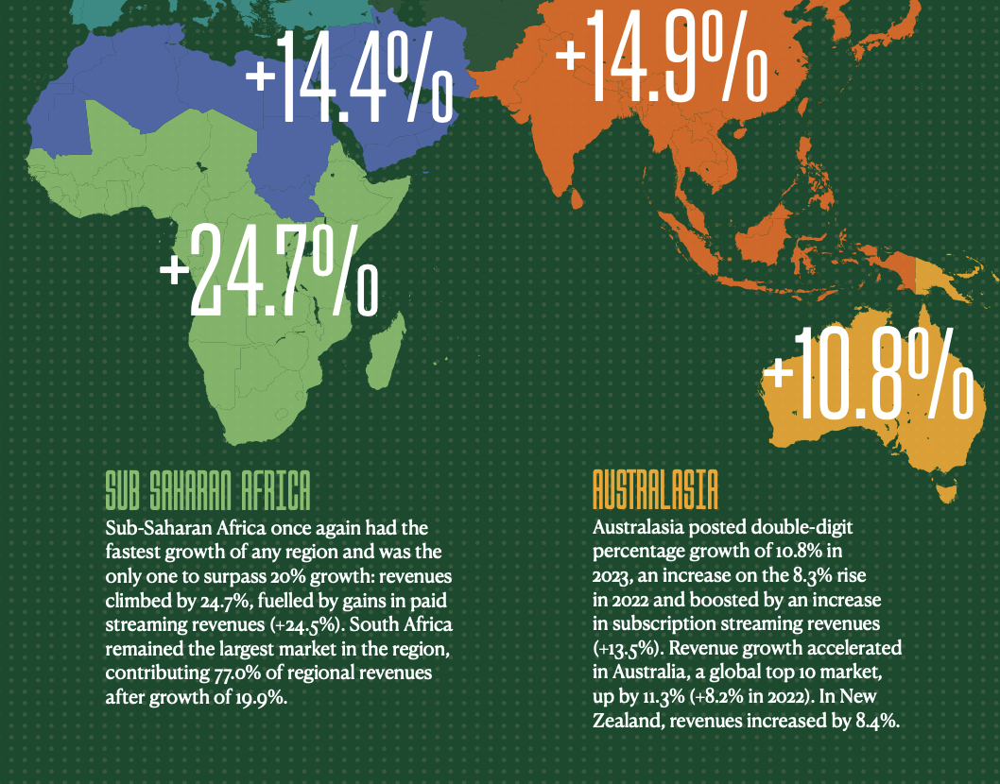 +14.4%
+14.9%
+24.7%
+10.8%
SUB SAHARAN AFRICA
Sub-Saharan Africa once again had the
fastest growth of any region and was the
only one to surpass 20% growth: revenues
climbed by 24.7%, fuelled by gains in paid
streaming revenues (+24.5%). South Africa
remained the largest market in the region,
contributing 77.0% of regional revenues
after growth of 19.9%.
AUSTRALASIA
Australasia posted double-digit
percentage growth of 10.8% in
2023, an increase on the 8.3% rise
in 2022 and boosted by an increase
in subscription streaming revenues
(+13.5%). Revenue growth accelerated
in Australia, a global top 10 market,
up by 11.3% (+8.2% in 2022). In New
Zealand, revenues increased by 8.4%.